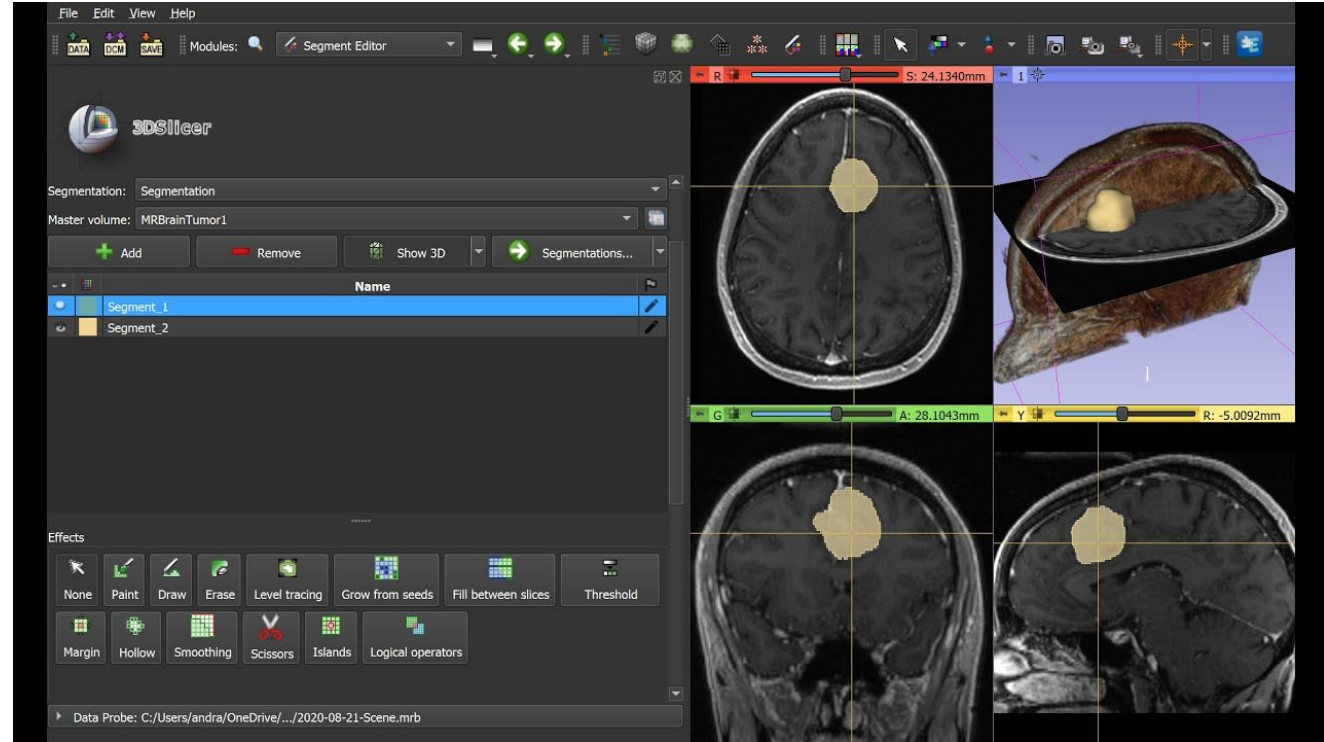 File Edit View Help
DATA DCM SAVE Modules: Segment Editor
R S: 24.1340mm 1
3DSlicer
Segmentation: Segmentation
Master volume: MRBrainTumor1
Add Remove Show 3D Segmentations...
Name
Segment_1
Segment_2
G A: 28.1043mm Y R: -5.0092mm
Effects
None Paint Draw Erase Level tracing Grow from seeds Fill between slices Threshold
Margin Hollow Smoothing Scissors Islands Logical operators
Data Probe: C:/Users/andra/OneDrive/.../2020-08-21-Scene.mrb